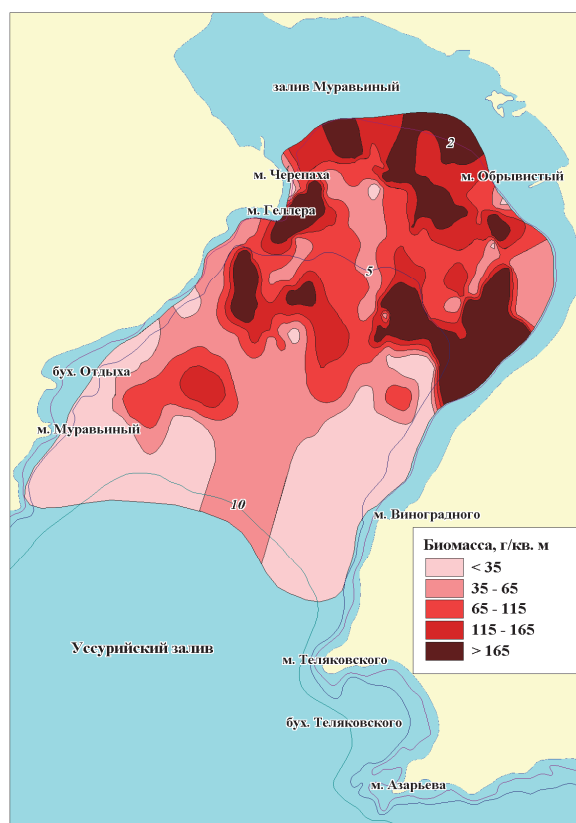 залив Муравьиный
2
м. Черепаха
м. Обрывистый
м. Геллера
5
бух. Отдыха
м. Муравьиный
10
м. Виноградного
Биомасса, г/кв. м
< 35
35 - 65
65 - 115
115 - 165
> 165
Уссурийский залив
м. Теляковского
бух. Теляковского
м. Азарьева